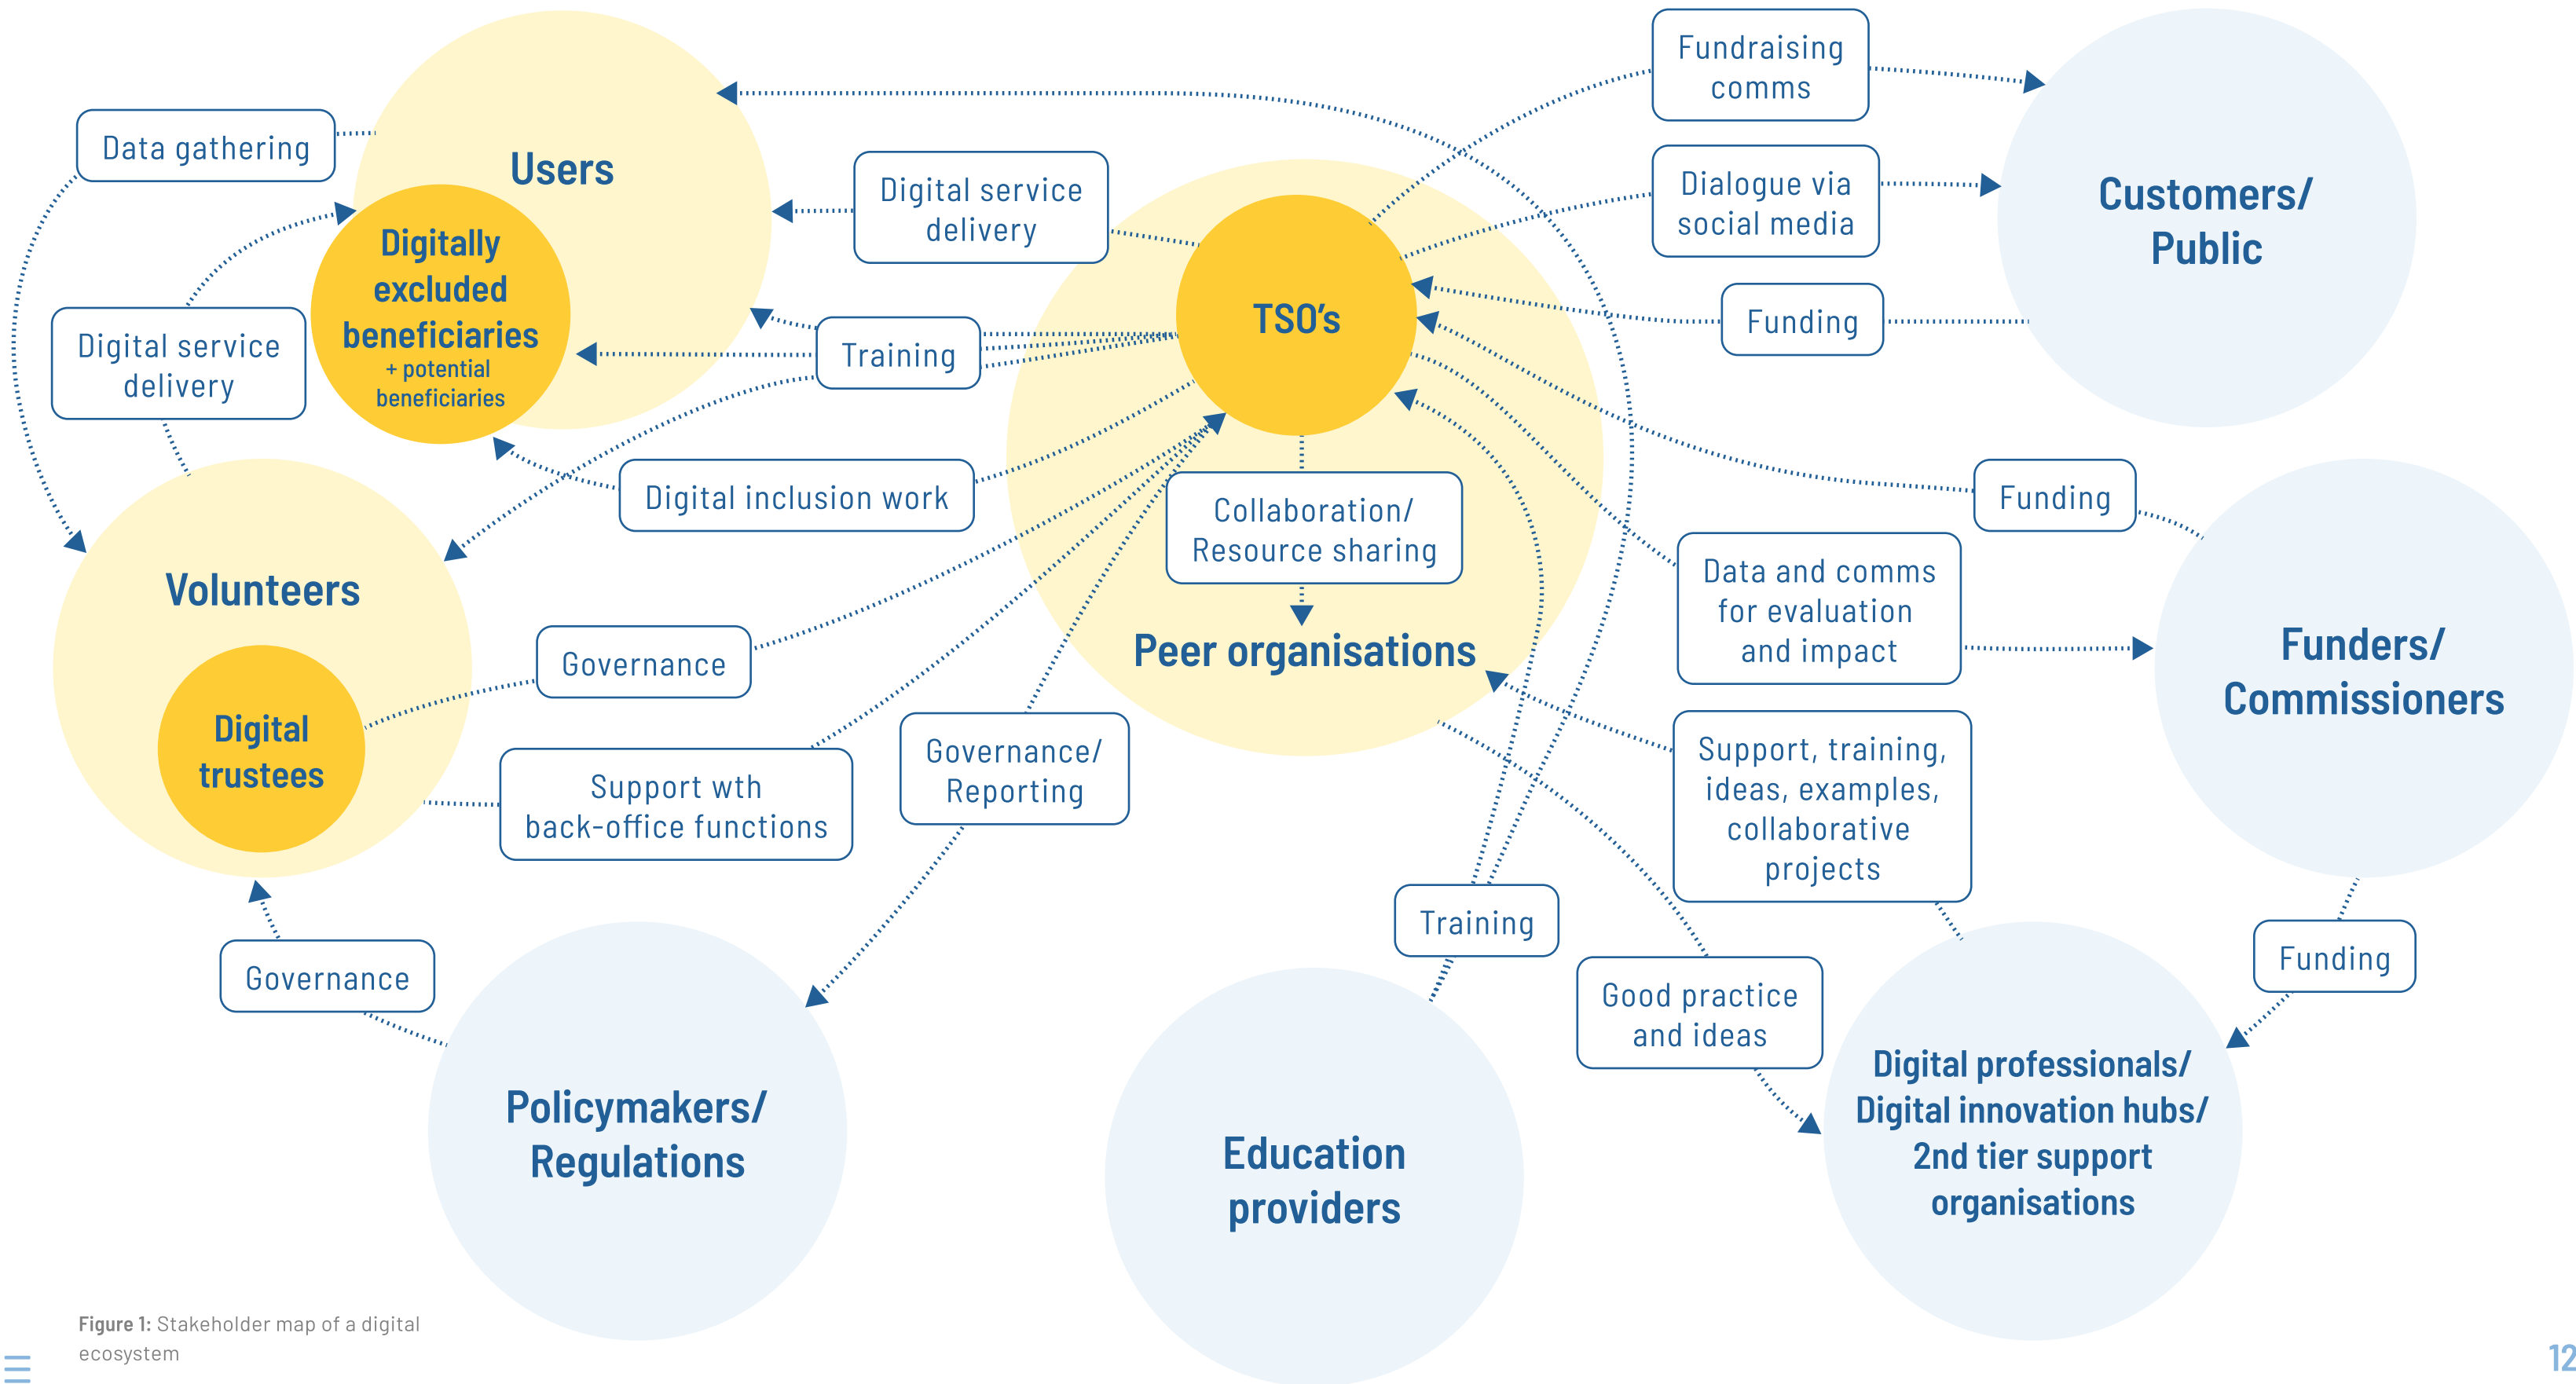 Fundraising
comms
Data gathering
Users
Digital service
delivery
Dialogue via
social media
Customers/
Public
Digitally
excluded
beneficiaries
+ potential
beneficiaries
TSO’s
Funding
Digital service
delivery
Training
Digital inclusion work
Collaboration/
Resource sharing
Funding
Volunteers
Governance
Peer organisations
Data and comms
for evaluation
and impact
Funders/
Commissioners
Digital
trustees
Support wth
back-office functions
Governance/
Reporting
Support, training,
ideas, examples,
collaborative
projects
Training
Governance
Good practice
and ideas
Funding
Policymakers/
Regulations
Education
providers
Digital professionals/
Digital innovation hubs/
2nd tier support
organisations
Figure 1: Stakeholder map of a digital
ecosystem
12